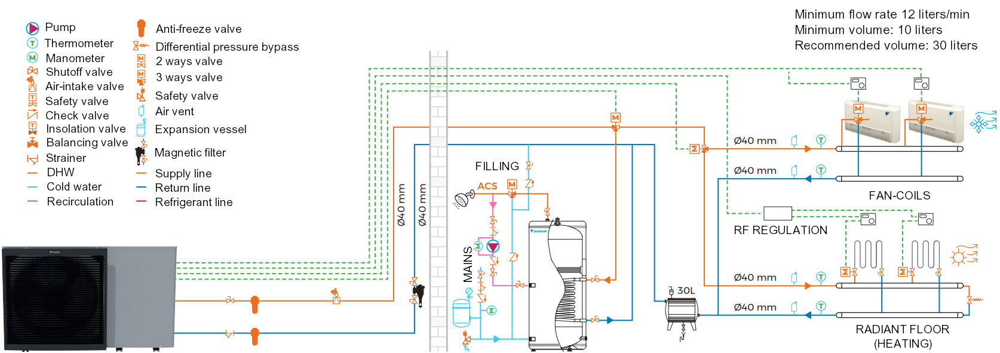 Minimum flow rate 12 liters/min
Minimum volume: 10 liters
Recommended volume: 30 liters
Pump
T Thermometer
M Manometer
Shutoff valve
Air-intake valve
T Safety valve
Check valve
T Insolation valve
Balancing valve
Strainer
DHW
Cold water
Recirculation
Anti-freeze valve
Differential pressure bypass
M 2 ways valve
M 3 ways valve
Safety valve
Air vent
Expansion vessel
Magnetic filter
Supply line
Return line
Refrigerant line
M
M
M
M
Ø40 mm
T
Ø40 mm
T
FAN-COILS
FILLING
ACS
M
Ø40 mm
Ø40 mm
RF REGULATION
DAIKIN
DAIKIN
M
MAINS
M
M
M
Ø40 mm
T
30L
Ø40 mm
T
M
RADIANT FLOOR
(HEATING)